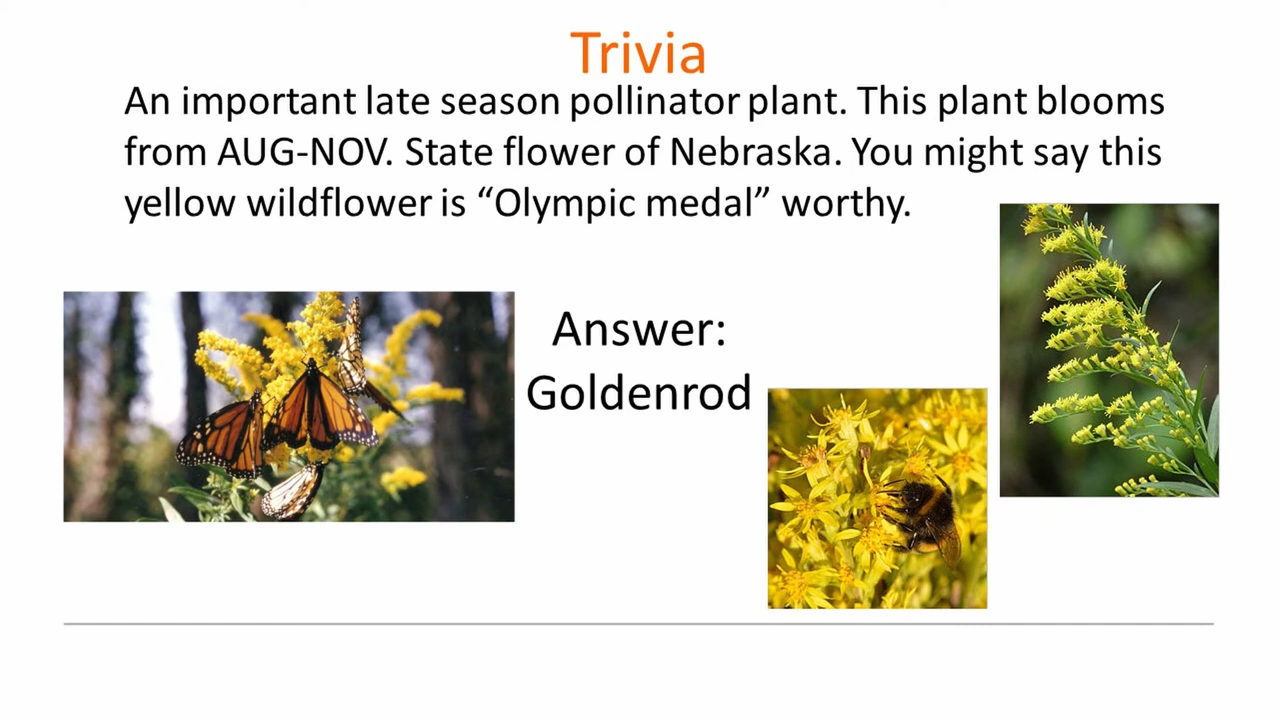 Trivia
An important late season pollinator plant. This plant blooms
from AUG-NOV. State flower of Nebraska. You might say this
yellow wildflower is “Olympic medal” worthy.
Answer:
Goldenrod